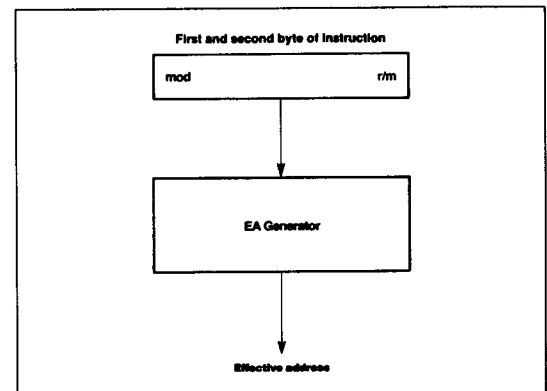 First and second byte of instruction
mod r/m
EA Generator
Effective address